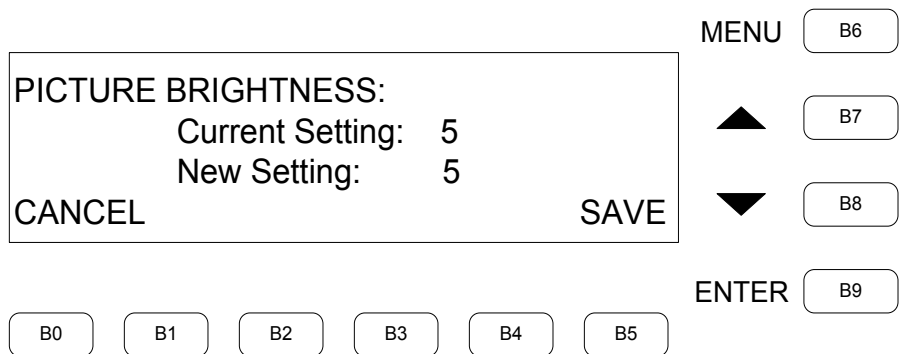 MENU B6
PICTURE BRIGHTNESS:
B7
Current Setting: 5
New Setting: 5
CANCEL SAVE B8
ENTER B9
B0 B1 B2 B3 B4 B5